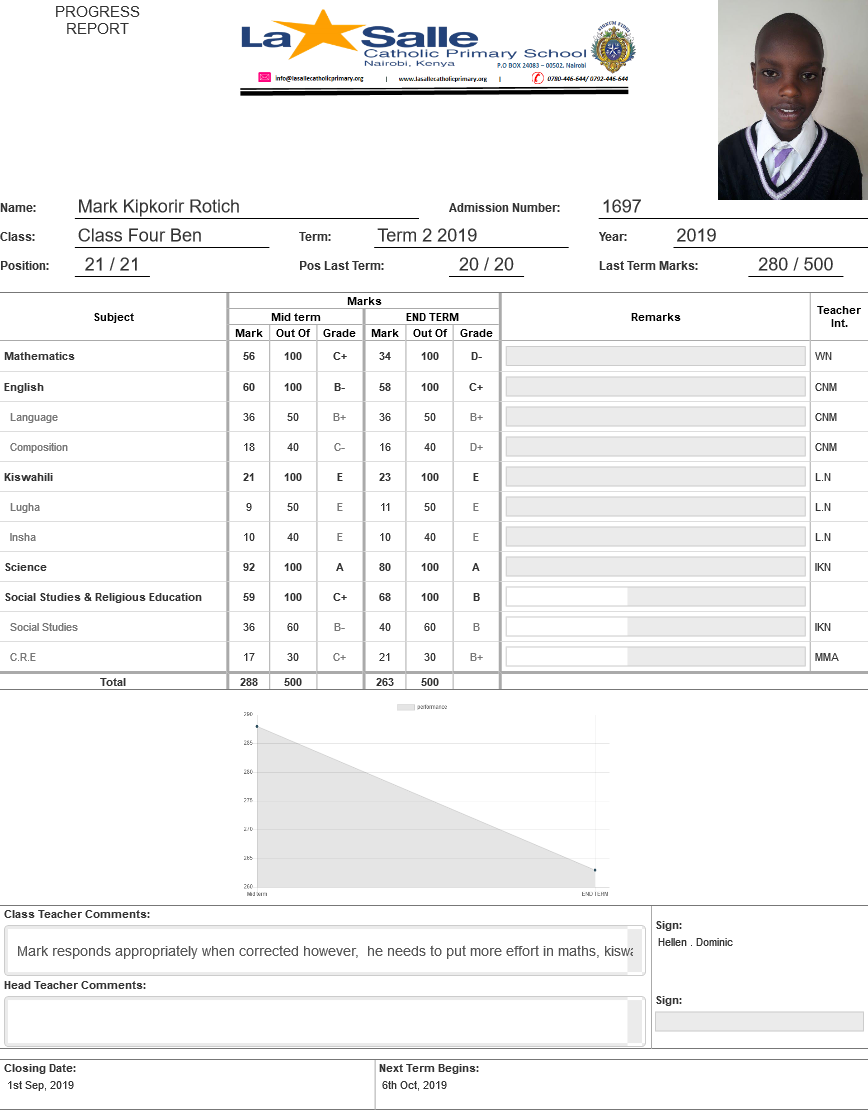 PROGRESS
REPORT
La Salle
Catholic Primary School
Nairobi, Kenya
P.O BOX 24083 – 00502, Nairobi
info@lasallecatholicprimary.org | www.lasallecatholicprimary.org | 0780-446-644/ 0792-446-644
Name: Mark Kipkorir Rotich Admission Number: 1697
Class: Class Four Ben Term: Term 2 2019 Year: 2019
Position: 21 / 21 Pos Last Term: 20 / 20 Last Term Marks: 280 / 500
Subject Marks Remarks Teacher Int.
Mid term END TERM
Mark Out Of Grade Mark Out Of Grade
Mathematics 56 100 C+ 34 100 D- WN
English 60 100 B- 58 100 C+ CNM
Language 36 50 B+ 36 50 B+ CNM
Composition 18 40 C- 16 40 D+ CNM
Kiswahili 21 100 E 23 100 E L.N
Lugha 9 50 E 11 50 E L.N
Insha 10 40 E 10 40 E L.N
Science 92 100 A 80 100 A IKN
Social Studies & Religious Education 59 100 C+ 68 100 B
Social Studies 36 60 B- 40 60 B IKN
C.R.E 17 30 C+ 21 30 B+ MMA
Total 288 500 263 500
performance
290
285
280
275
270
265
260
Mid term END TERM
Class Teacher Comments:
Mark responds appropriately when corrected however, he needs to put more effort in maths, kiswa
Sign:
Hellen . Dominic
Head Teacher Comments:
Sign:
Closing Date: Next Term Begins:
1st Sep, 2019 6th Oct, 2019